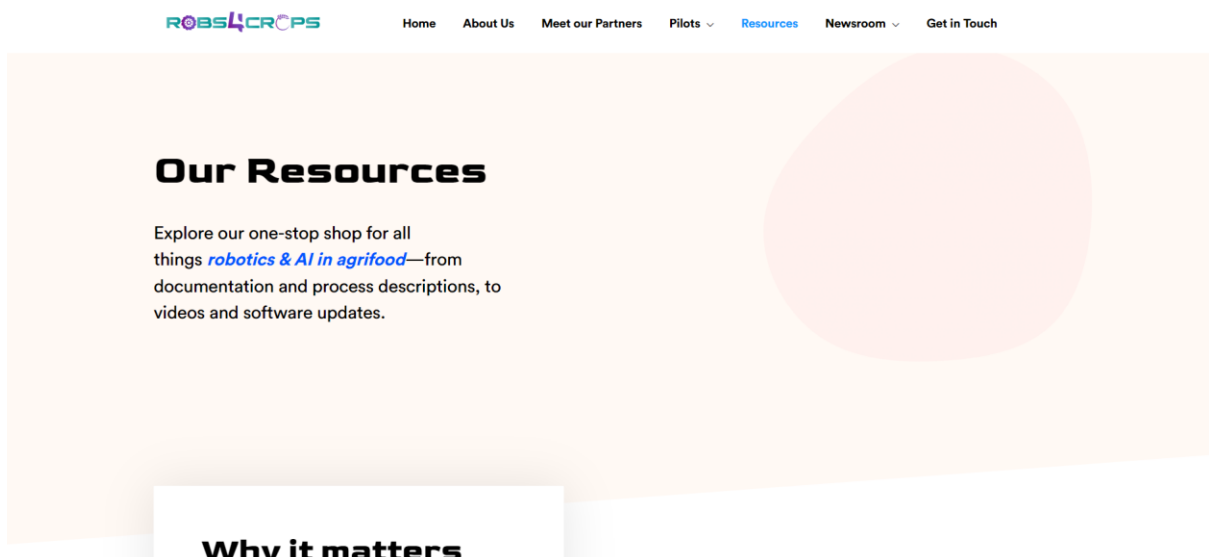 ROBS4CROPS Home About Us Meet our Partners Pilots Resources Newsroom Get in Touch
Our Resources
Explore our one-stop shop for all
things robotics & AI in agrifood—from
documentation and process descriptions, to
videos and software updates.
Why it matters